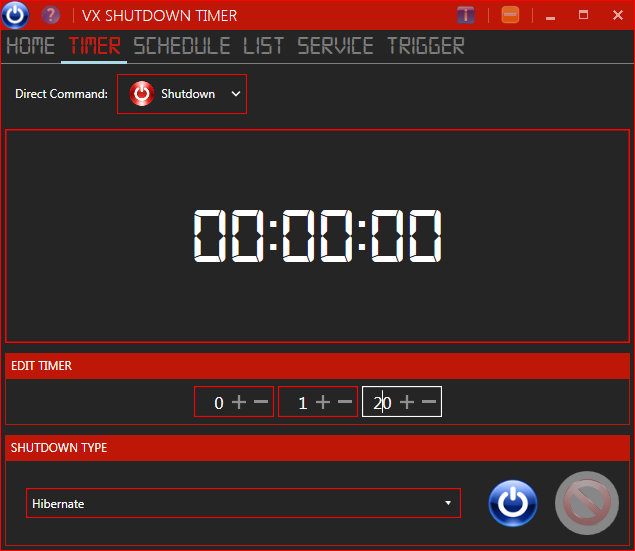 VX SHUTDOWN TIMER
HOME TIMER SCHEDULE LIST SERVICE TRIGGER
Direct Command: Shutdown
00:00:00
EDIT TIMER
0 + − 1 + − 20 + −
SHUTDOWN TYPE
Hibernate